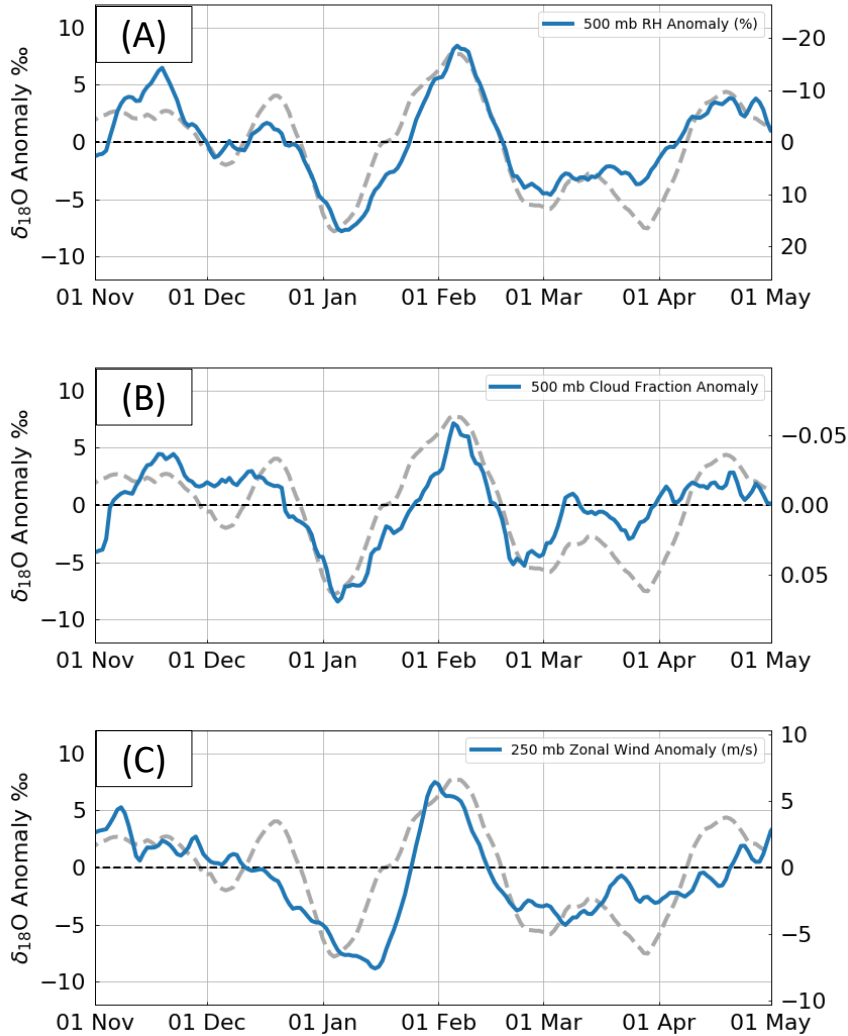 (A)
500 mb RH Anomaly (%)
10
5
0
−5
−10
δ₁₈O Anomaly ‰
−20
−10
0
10
20
01 Nov 01 Dec 01 Jan 01 Feb 01 Mar 01 Apr 01 May
(B)
500 mb Cloud Fraction Anomaly
10
5
0
−5
−10
δ₁₈O Anomaly ‰
−0.05
0.00
0.05
01 Nov 01 Dec 01 Jan 01 Feb 01 Mar 01 Apr 01 May
(C)
250 mb Zonal Wind Anomaly (m/s)
10
5
0
−5
−10
δ₁₈O Anomaly ‰
10
5
0
−5
−10
01 Nov 01 Dec 01 Jan 01 Feb 01 Mar 01 Apr 01 May